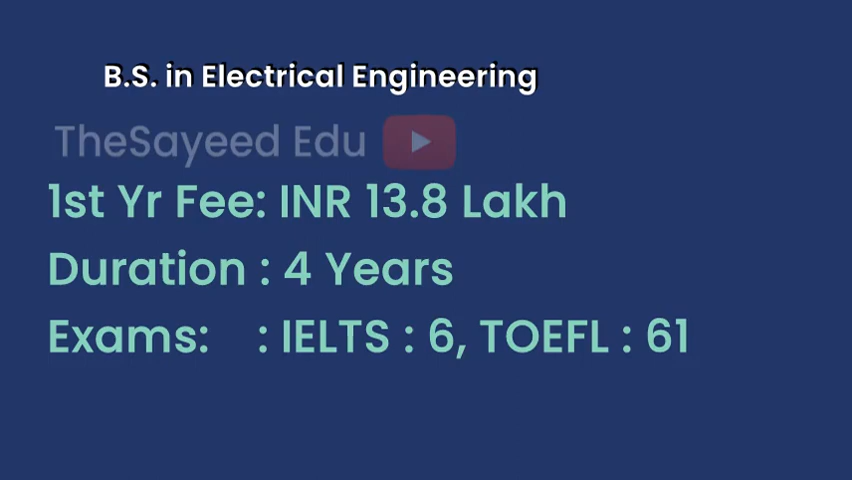 B.S. in Electrical Engineering
TheSayeed Edu
1st Yr Fee: INR 13.8 Lakh
Duration : 4 Years
Exams: : IELTS : 6, TOEFL : 61